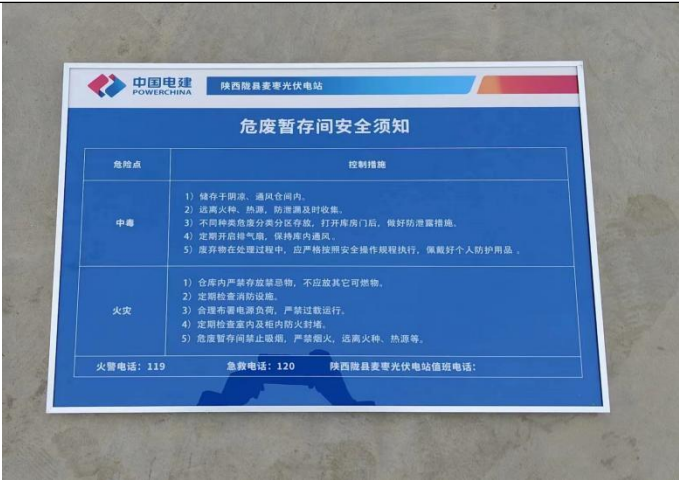 中国电建
POWERCHINA
陕西陇县麦枣光伏电站
危废暂存间安全须知
危险点
控制措施
中毒
1）储存于阴凉、通风仓间内。
2）远离火种、热源，防泄漏及时收集。
3）不同种类危废分类分区存放，打开库房门后，做好防泄露措施。
4）定期开启排气扇，保持库内通风。
5）废弃物在处理过程中，应严格按照安全操作规程执行，佩戴好个人防护用品 。
火灾
1）仓库内严禁存放禁忌物，不应放其它可燃物。
2）定期检查消防设施。
3）合理布署电源负荷，严禁过载运行。
4）定期检查室内及柜内防火封堵。
5）危废暂存间禁止吸烟，严禁烟火，远离火种、热源等。
火警电话：119 急救电话：120 陕西陇县麦枣光伏电站值班电话：